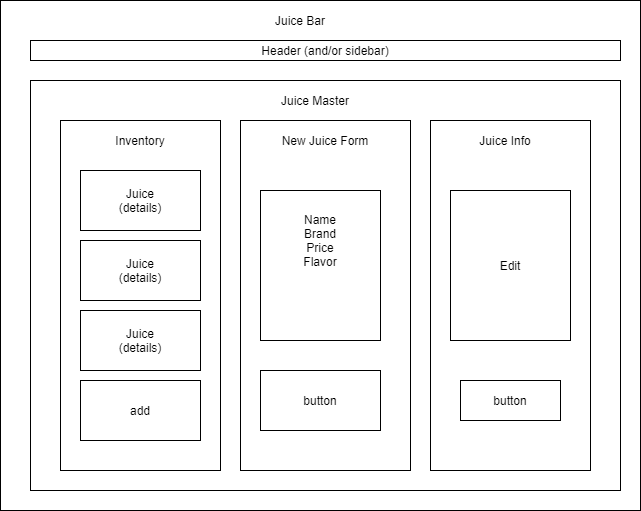 Juice Bar
Header (and/or sidebar)
Juice Master
Inventory
Juice
(details)
Juice
(details)
Juice
(details)
add
New Juice Form
Name
Brand
Price
Flavor
button
Juice Info
Edit
button